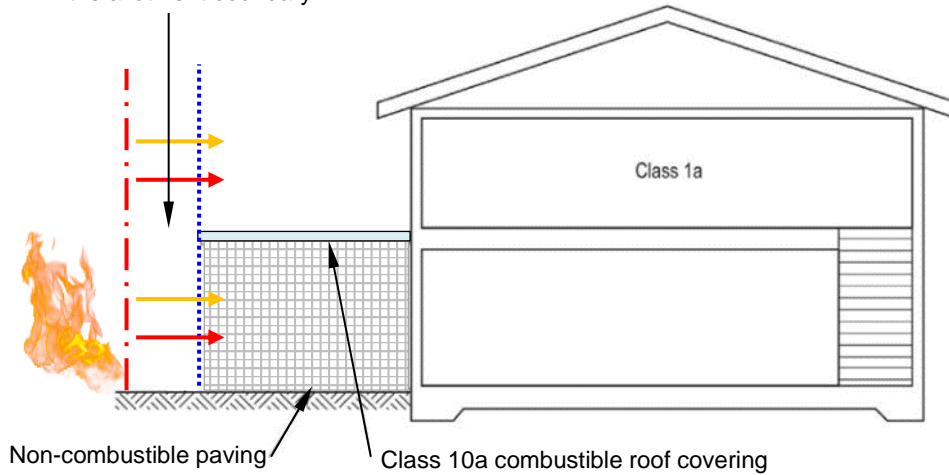 Class 1a
Non-combustible paving
Class 10a combustible roof covering